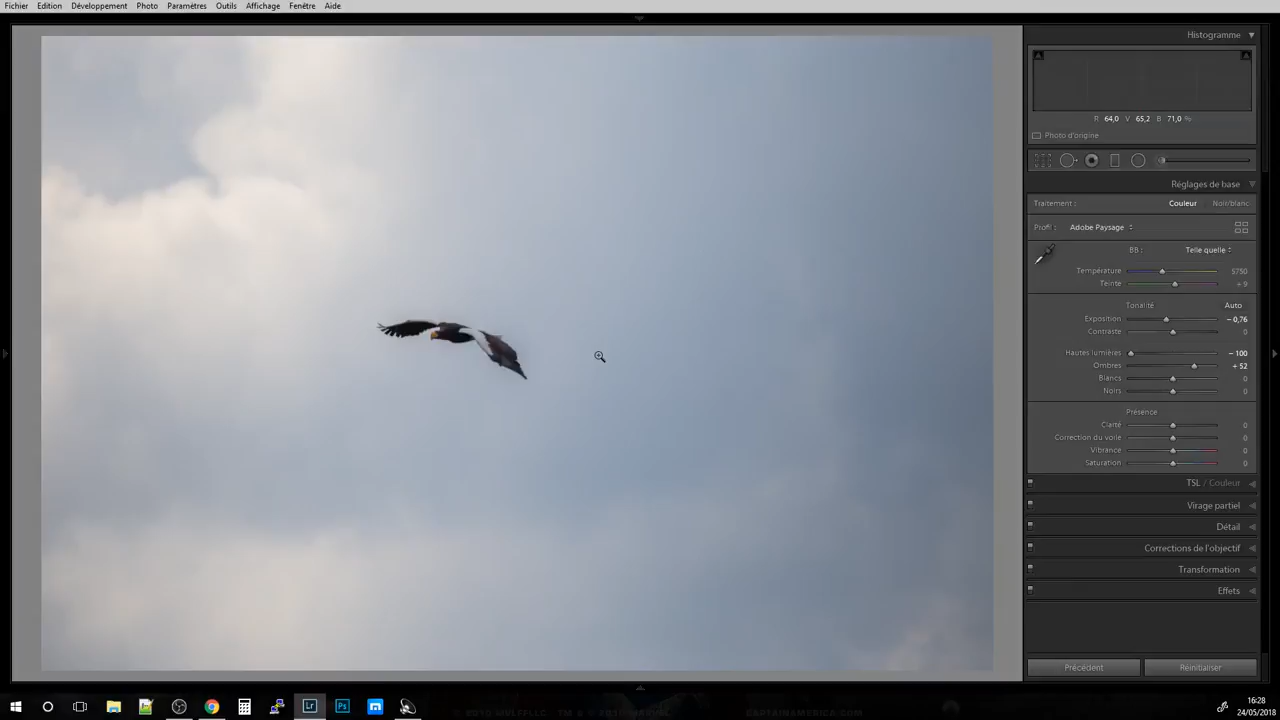 Fichier Edition Développement Photo Paramètres Outils Affichage Fenêtre Aide
Histogramme
R 64,0 V 65,2 B 71,0 %
Photo d'origine
Réglages de base
Traitement : Couleur Noir/blanc
Profil : Adobe Paysage
BB : Telle quelle
Température 5750
Teinte + 9
Tonalité Auto
Exposition − 0,76
Contraste 0
Hautes lumières − 100
Ombres + 52
Blancs 0
Noirs 0
Présence
Clarté 0
Correction du voile 0
Vibrance 0
Saturation 0
TSL / Couleur
Virage partiel
Détail
Corrections de l'objectif
Transformation
Effets
Précédent Réinitialiser
Lr Ps
16:28
24/05/2018